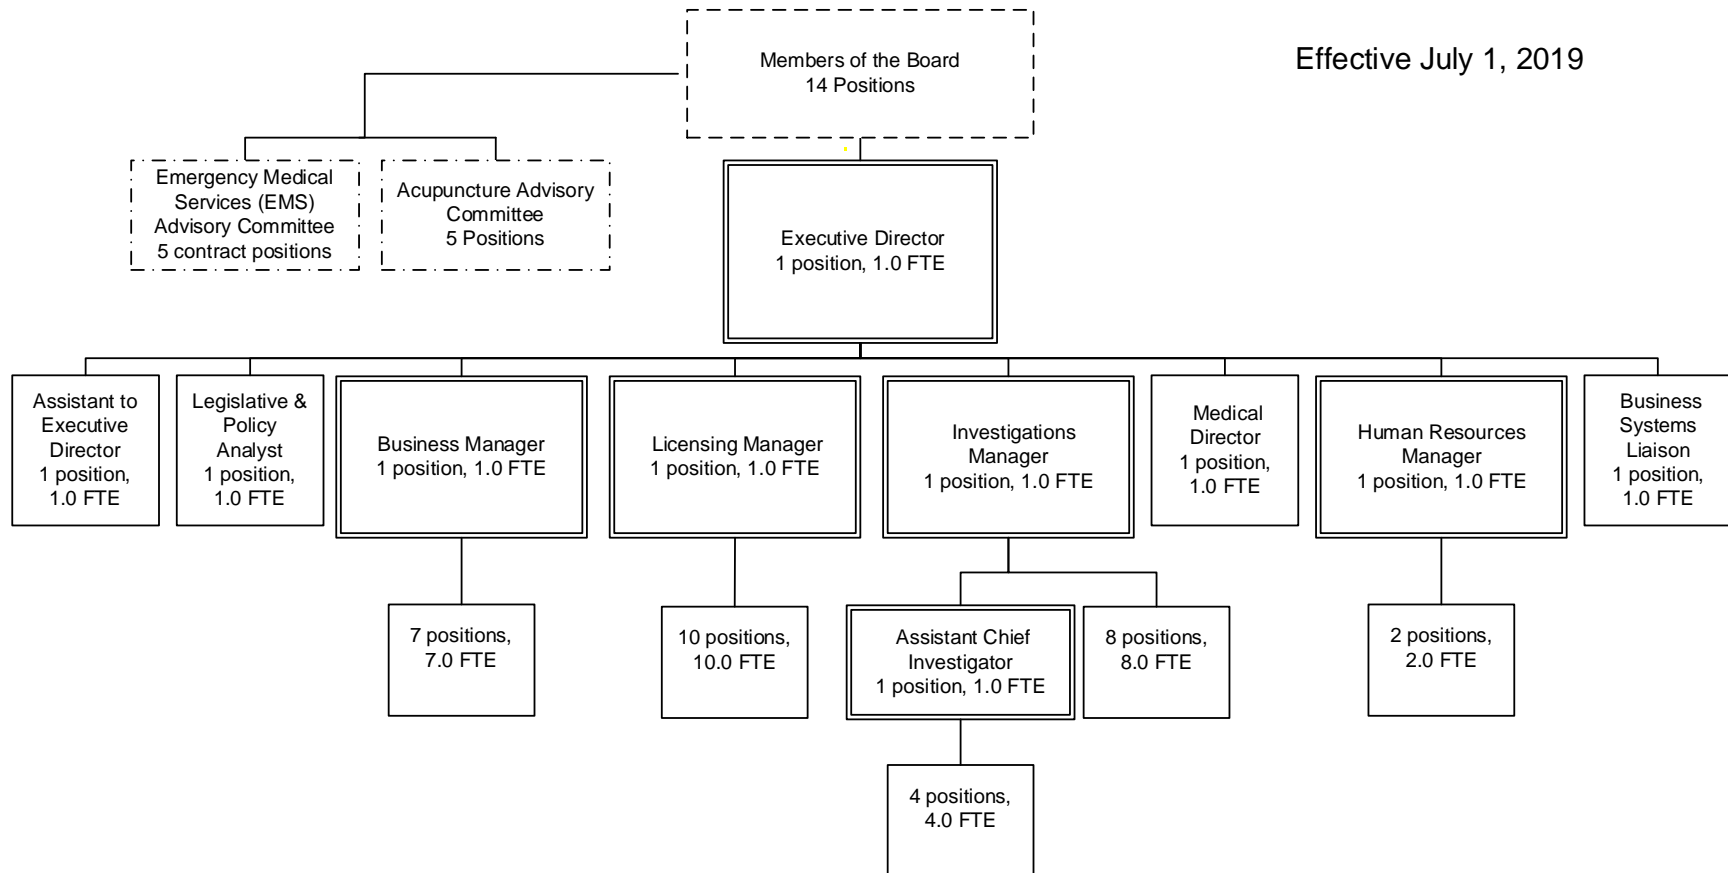 Members of the Board
14 Positions
Effective July 1, 2019
Emergency Medical
Services (EMS)
Advisory Committee
5 contract positions
Acupuncture Advisory
Committee
5 Positions
Executive Director
1 position, 1.0 FTE
Assistant to
Executive
Director
1 position,
1.0 FTE
Legislative &
Policy
Analyst
1 position,
1.0 FTE
Business Manager
1 position, 1.0 FTE
Licensing Manager
1 position, 1.0 FTE
Investigations
Manager
1 position, 1.0 FTE
Medical
Director
1 position,
1.0 FTE
Human Resources
Manager
1 position, 1.0 FTE
Business
Systems
Liaison
1 position,
1.0 FTE
7 positions,
7.0 FTE
10 positions,
10.0 FTE
Assistant Chief
Investigator
1 position, 1.0 FTE
8 positions,
8.0 FTE
2 positions,
2.0 FTE
4 positions,
4.0 FTE